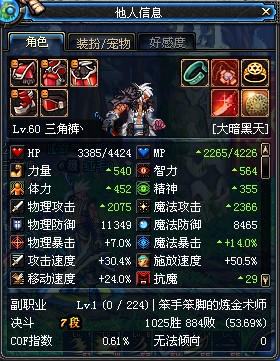 他人信息
角色 装扮/宠物 好感度
Lv.60 三角裤 [大暗黑天]
HP 3385/4424 MP 2265/4226
力量 540 智力 564
体力 452 精神 355
物理攻击 2075 魔法攻击 2366
物理防御 11349 魔法防御 8465
物理暴击 +7.0% 魔法暴击 +14.0%
攻击速度 +30.4% 施放速度 +50.5%
移动速度 +24.0% 抗魔 29
副职业 Lv.1 (0 / 224) | 笨手笨脚的炼金术师
决斗 7段 1025胜 884败 (53.69%)
COF指数 0.61% 无法倾向 0